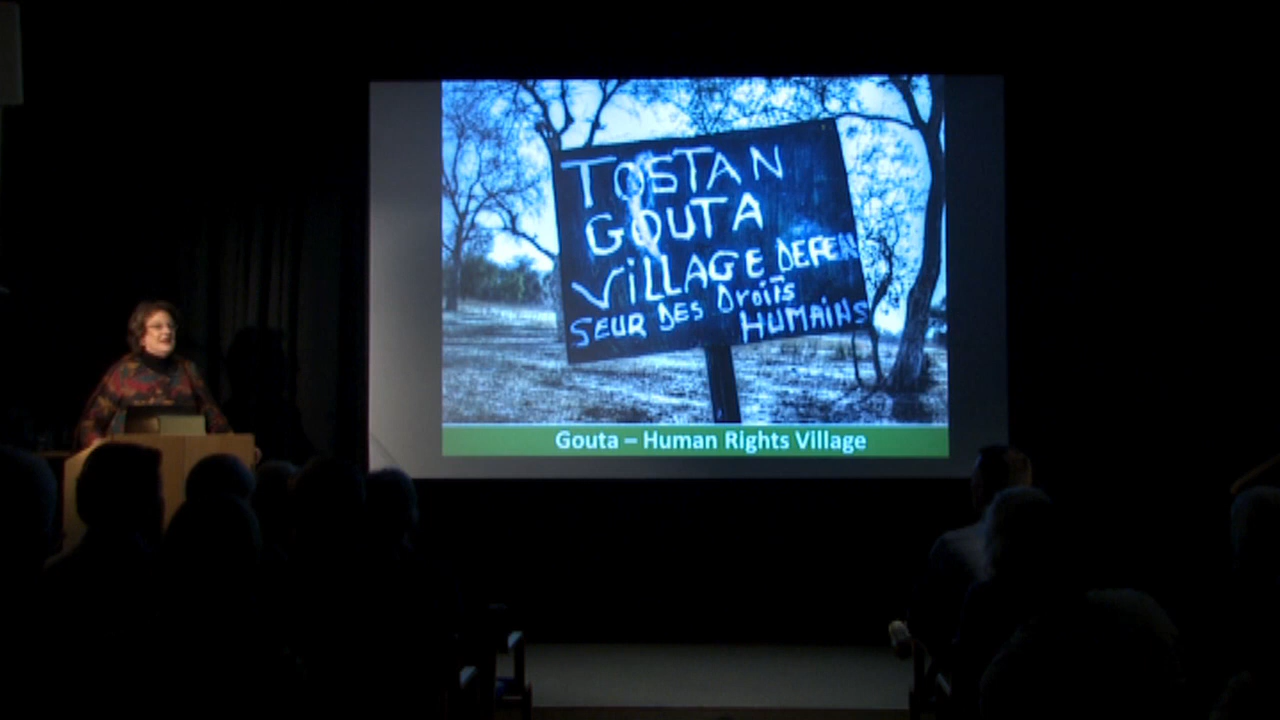 TOSTAN
GOUTA
ViLLAGE DEFEN
SEUR DES DroiTs
HUMAiNS
Gouta – Human Rights Village